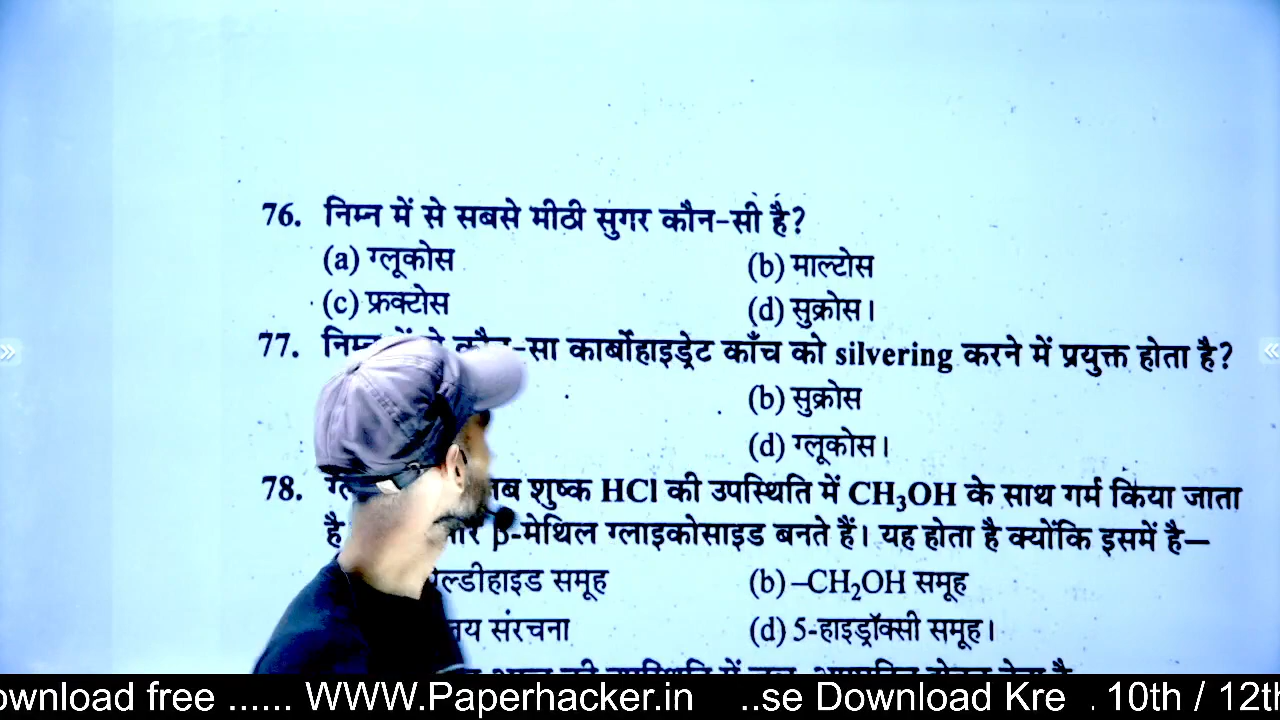 76. निम्न में से सबसे मीठी सुगर कौन-सी है?
(a) ग्लूकोस (b) माल्टोस
(c) फ्रक्टोस (d) सुक्रोस।
77. कौन-सा कार्बोहाइड्रेट काँच को silvering करने में प्रयुक्त होता है?
(b) सुक्रोस
(d) ग्लूकोस।
78. शुष्क HCl की उपस्थिति में CH₃OH के साथ गर्म किया जाता
है β-मेथिल ग्लाइकोसाइड बनते हैं। यह होता है क्योंकि इसमें है—
समूह (b) –CH₂OH समूह
संरचना (d) 5-हाइड्रॉक्सी समूह।
ownload free ...... WWW.Paperhacker.in ..se Download Kre . 10th / 12th